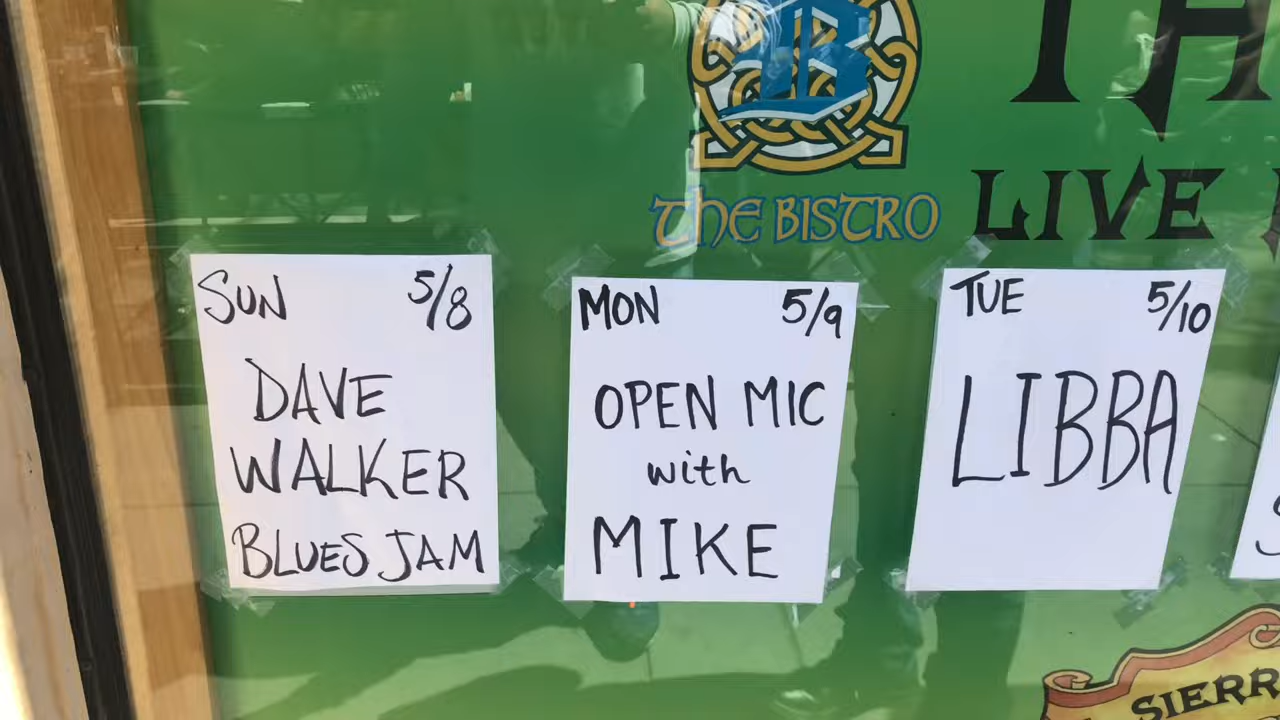 B
THE BISTRO
LIVE
SUN 5/8
DAVE
WALKER
BLUES JAM
MON 5/9
OPEN MIC
with
MIKE
TUE 5/10
LIBBA